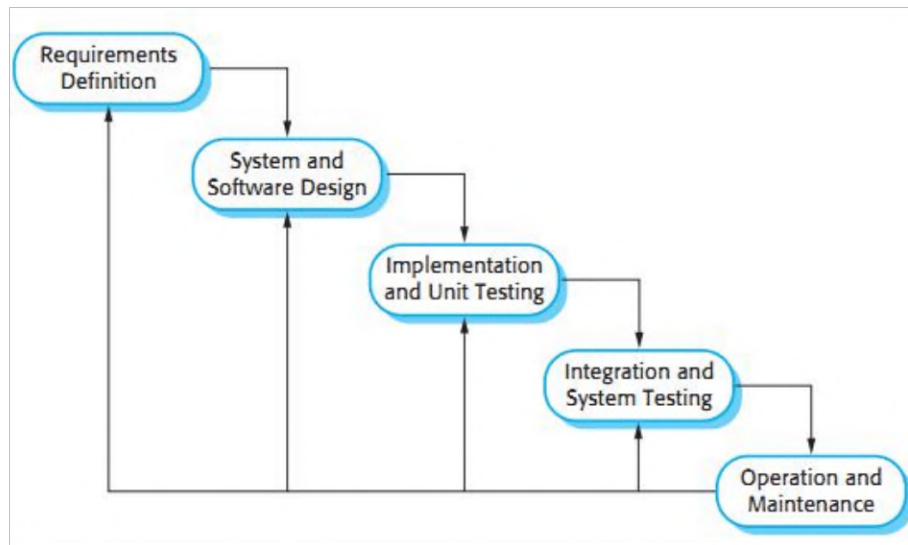 Requirements
Definition
System and
Software Design
Implementation
and Unit Testing
Integration and
System Testing
Operation and
Maintenance